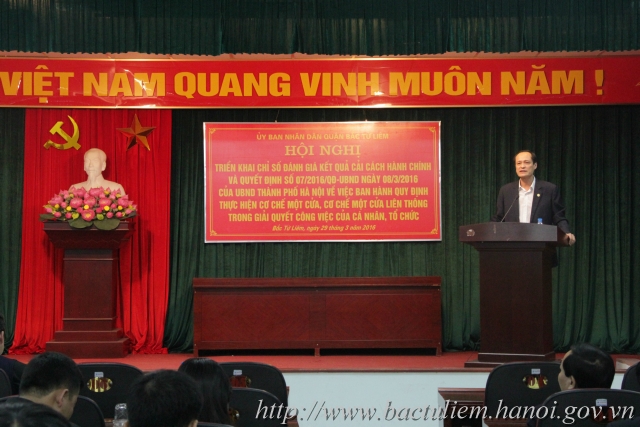 VIỆT NAM QUANG VINH MUÔN NĂM !
ỦY BAN NHÂN DÂN QUẬN BẮC TỪ LIÊM
HỘI NGHỊ
TRIỂN KHAI CHỈ SỐ ĐÁNH GIÁ KẾT QUẢ CẢI CÁCH HÀNH CHÍNH
VÀ QUYẾT ĐỊNH SỐ 07/2016/QĐ-UBND NGÀY 08/3/2016
CỦA UBND THÀNH PHỐ HÀ NỘI VỀ VIỆC BAN HÀNH QUY ĐỊNH
THỰC HIỆN CƠ CHẾ MỘT CỬA, CƠ CHẾ MỘT CỬA LIÊN THÔNG
TRONG GIẢI QUYẾT CÔNG VIỆC CỦA CÁ NHÂN, TỔ CHỨC
Bắc Từ Liêm, ngày 29 tháng 3 năm 2016
http://www.bactuliem.hanoi.gov.vn